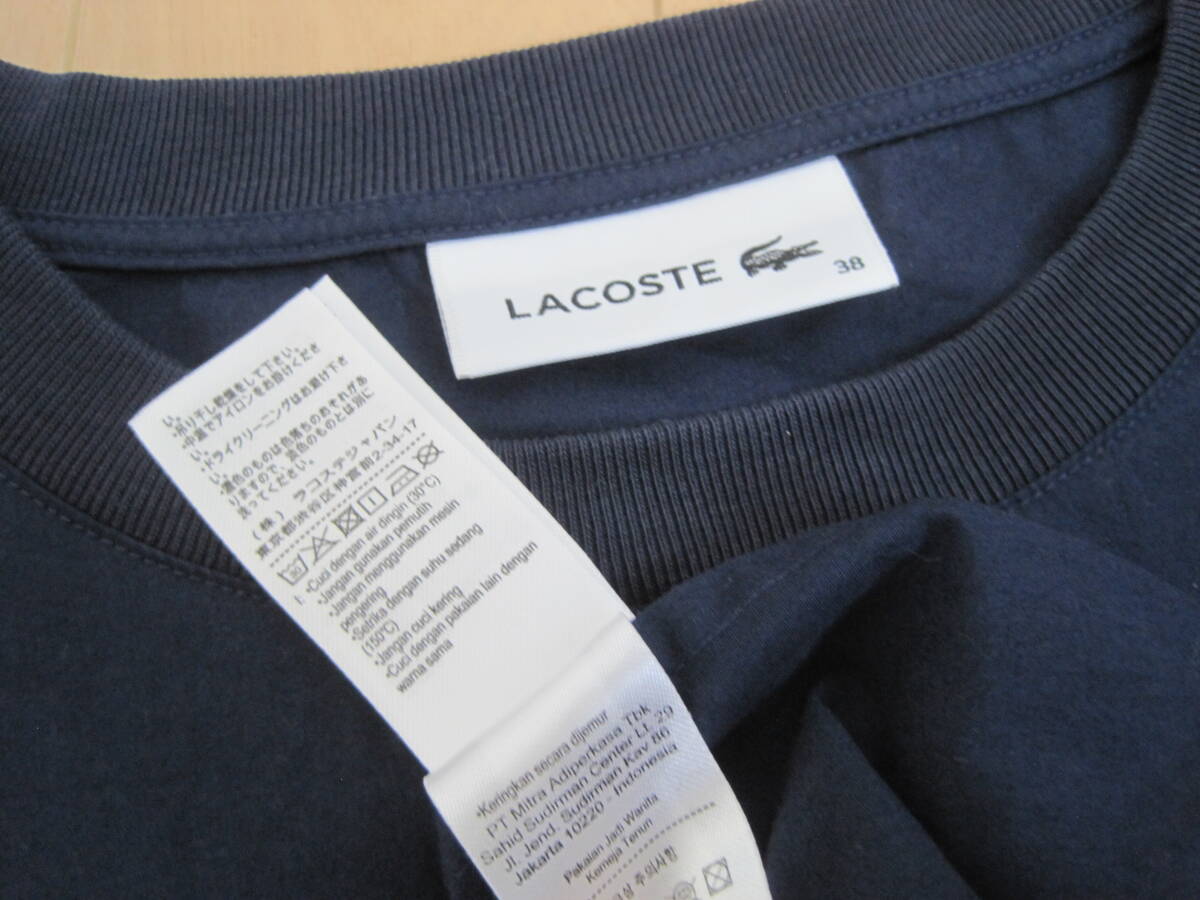 LACOSTE
38
い。
・吊り干し乾燥をして下さい。
・中温でアイロンをお掛けくださ
い。
・ドライクリーニングはお避け下さ
い。
・濃色のものは色落ちのおそれがあ
りますので、淡色のものとは別に
洗ってください。
(株) ラコステジャパン
東京都渋谷区神宮前2-34-17
I: •Cuci dengan air dingin (30°C)
•Jangan gunakan pemutih
•Jangan menggunakan mesin
pengering
•Setrika dengan suhu sedang
(150°C)
•Jangan cuci kering
•Cuci dengan pakaian lain dengan
warna sama
•Keringkan secara dijemur
PT Mitra Adiperkasa Tbk
Sahid Sudirman Center Lt. 29
Jl. Jend. Sudirman Kav 86
Jakarta 10220 - Indonesia
Pakaian Jadi Wanita
Kemeja Tenun
주의사항